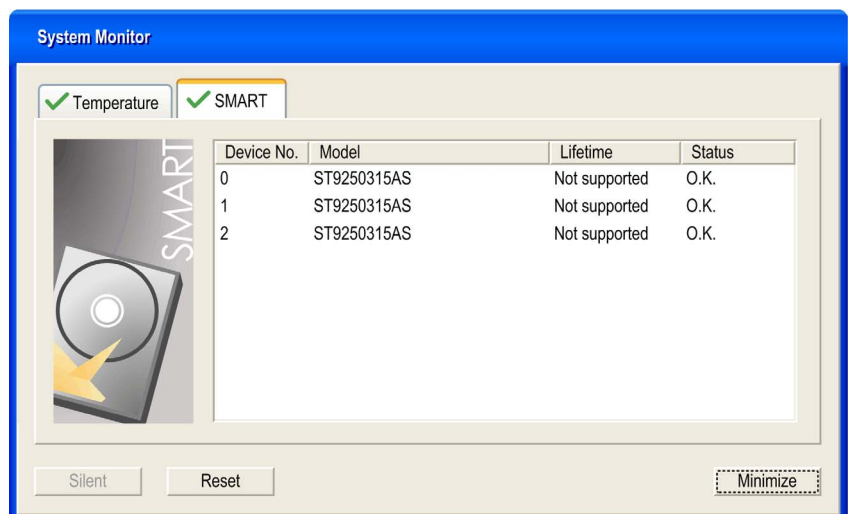 System Monitor
Temperature
SMART
SMART
Device No. Model Lifetime Status
0 ST9250315AS Not supported O.K.
1 ST9250315AS Not supported O.K.
2 ST9250315AS Not supported O.K.
Silent Reset Minimize